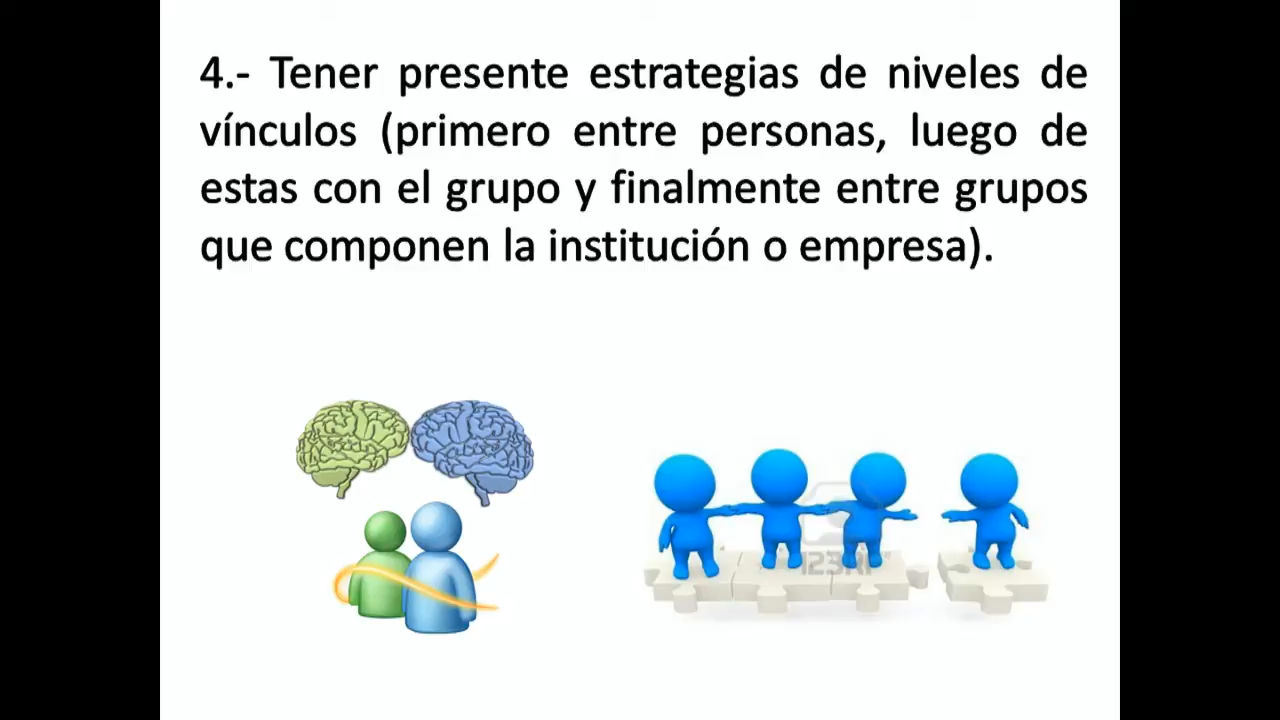 4.- Tener presente estrategias de niveles de
vínculos (primero entre personas, luego de
estas con el grupo y finalmente entre grupos
que componen la institución o empresa).
123RF